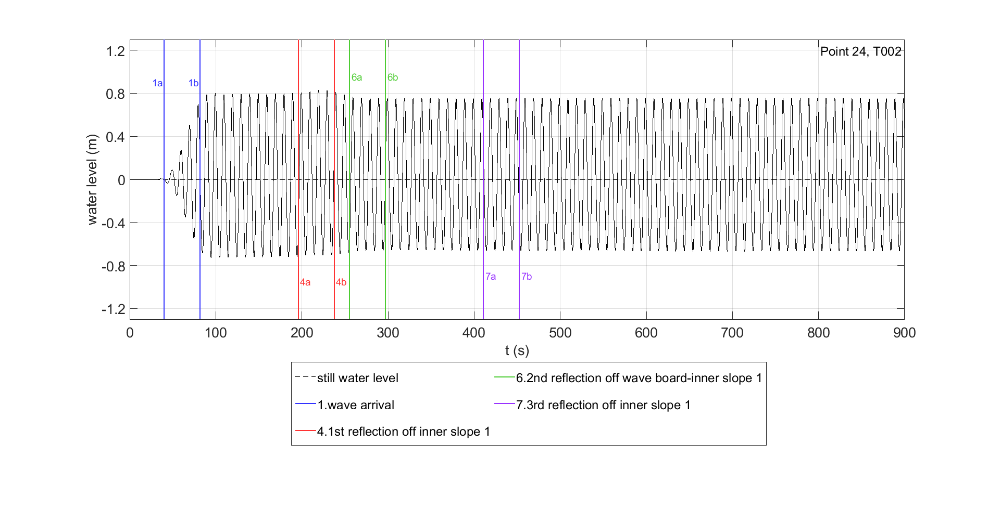 Point 24, T002
1.2
0.8
0.4
0
-0.4
-0.8
-1.2
water level (m)
1a
1b
6a
6b
4a
4b
7a
7b
0 100 200 300 400 500 600 700 800 900
t (s)
still water level
1.wave arrival
4.1st reflection off inner slope 1
6.2nd reflection off wave board-inner slope 1
7.3rd reflection off inner slope 1